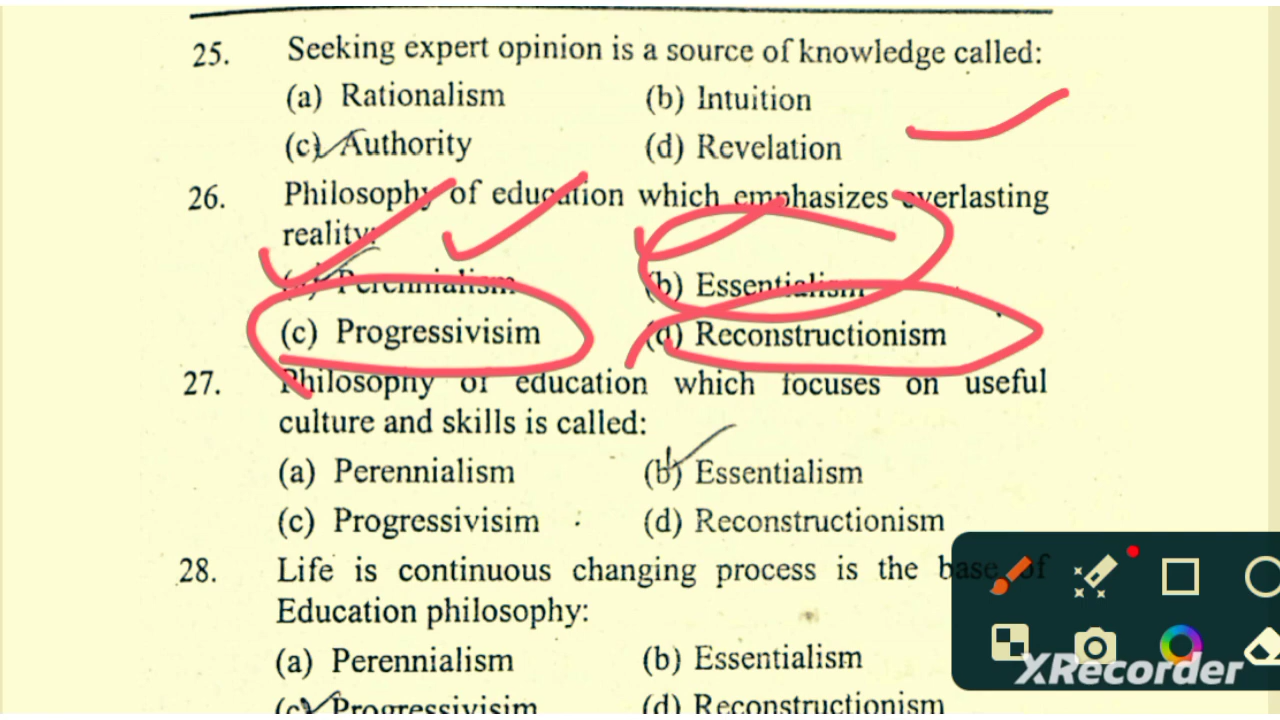 25. Seeking expert opinion is a source of knowledge called:
(a) Rationalism (b) Intuition
(c) Authority (d) Revelation
26. Philosophy of education which emphasizes everlasting
reality:
(a) Perennialism (b) Essentialism
(c) Progressivisim (d) Reconstructionism
27. Philosophy of education which focuses on useful
culture and skills is called:
(a) Perennialism (b) Essentialism
(c) Progressivisim (d) Reconstructionism
28. Life is continuous changing process is the base of
Education philosophy:
(a) Perennialism (b) Essentialism
(c) Progressivisim (d) Reconstructionism
XRecorder